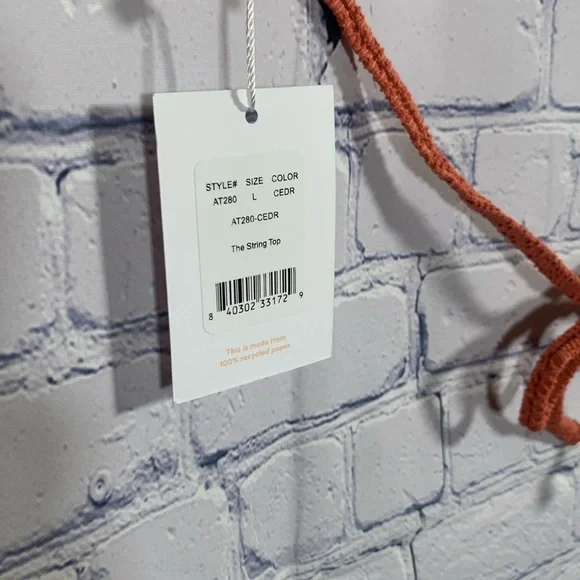 STYLE# SIZE COLOR
AT280 L CEDR
AT280-CEDR
The String Top
8 40302 33172 9
This is made from
100% recycled paper.